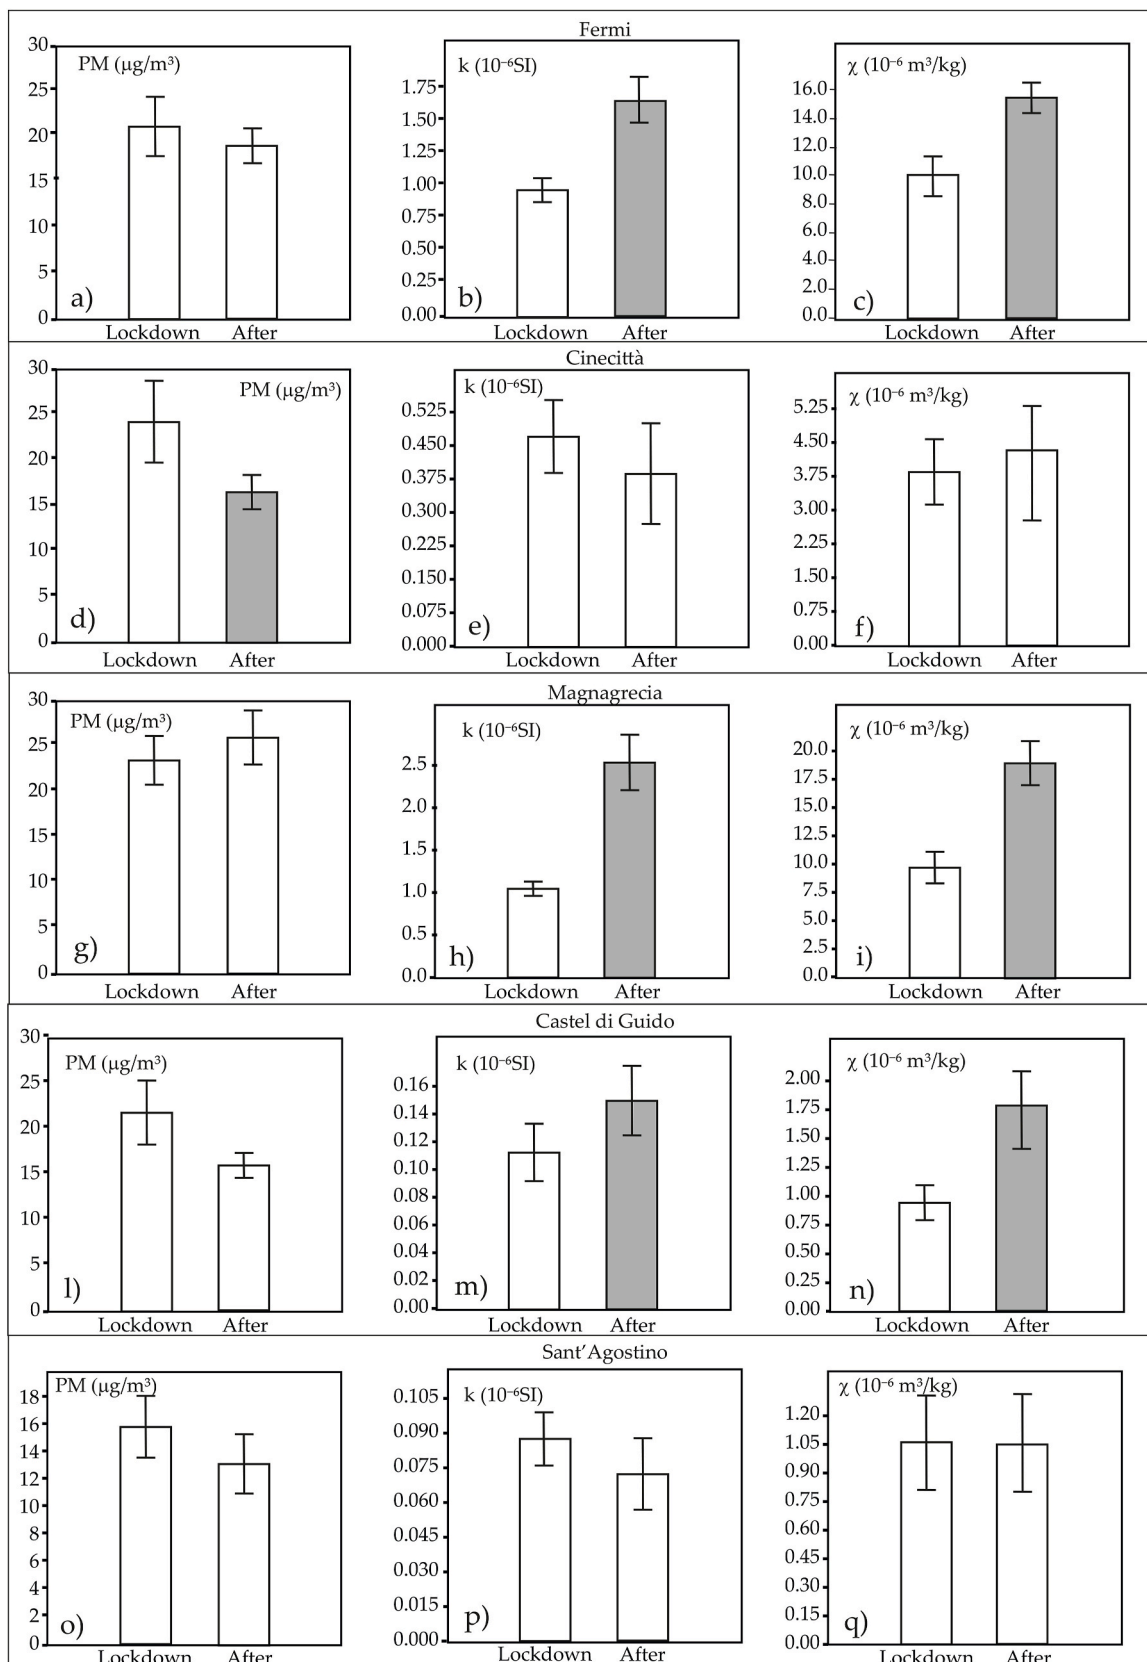 Fermi
PM (µg/m³)
30
25
20
15
10
5
0
a)
Lockdown After
k (10⁻⁶SI)
1.75
1.50
1.25
1.00
0.75
0.50
0.25
0.00
b)
Lockdown After
χ (10⁻⁶ m³/kg)
16.0
14.0
12.0
10.0
8.0
6.0
4.0
2.0
0.0
c)
Lockdown After
Cinecittà
PM (µg/m³)
30
25
20
15
10
5
0
d)
Lockdown After
k (10⁻⁶SI)
0.525
0.450
0.375
0.300
0.225
0.150
0.075
0.000
e)
Lockdown After
χ (10⁻⁶ m³/kg)
5.25
4.50
3.75
3.00
2.25
1.50
0.75
0.00
f)
Lockdown After
Magnagrecia
PM (µg/m³)
30
25
20
15
10
5
0
g)
Lockdown After
k (10⁻⁶SI)
2.5
2.0
1.5
1.0
0.5
0.0
h)
Lockdown After
χ (10⁻⁶ m³/kg)
20.0
17.5
15.0
12.5
10.0
7.5
5.0
2.5
0.0
i)
Lockdown After
Castel di Guido
PM (µg/m³)
30
25
20
15
10
5
0
l)
Lockdown After
k (10⁻⁶SI)
0.16
0.14
0.12
0.10
0.08
0.06
0.04
0.02
0.00
m)
Lockdown After
χ (10⁻⁶ m³/kg)
2.00
1.75
1.50
1.25
1.00
0.75
0.50
0.25
0.00
n)
Lockdown After
Sant’Agostino
PM (µg/m³)
18
16
14
12
10
8
6
4
2
0
o)
Lockdown After
k (10⁻⁶SI)
0.105
0.090
0.075
0.060
0.045
0.030
0.015
0.000
p)
Lockdown After
χ (10⁻⁶ m³/kg)
1.20
1.05
0.90
0.75
0.60
0.45
0.30
0.15
0.00
q)
Lockdown After